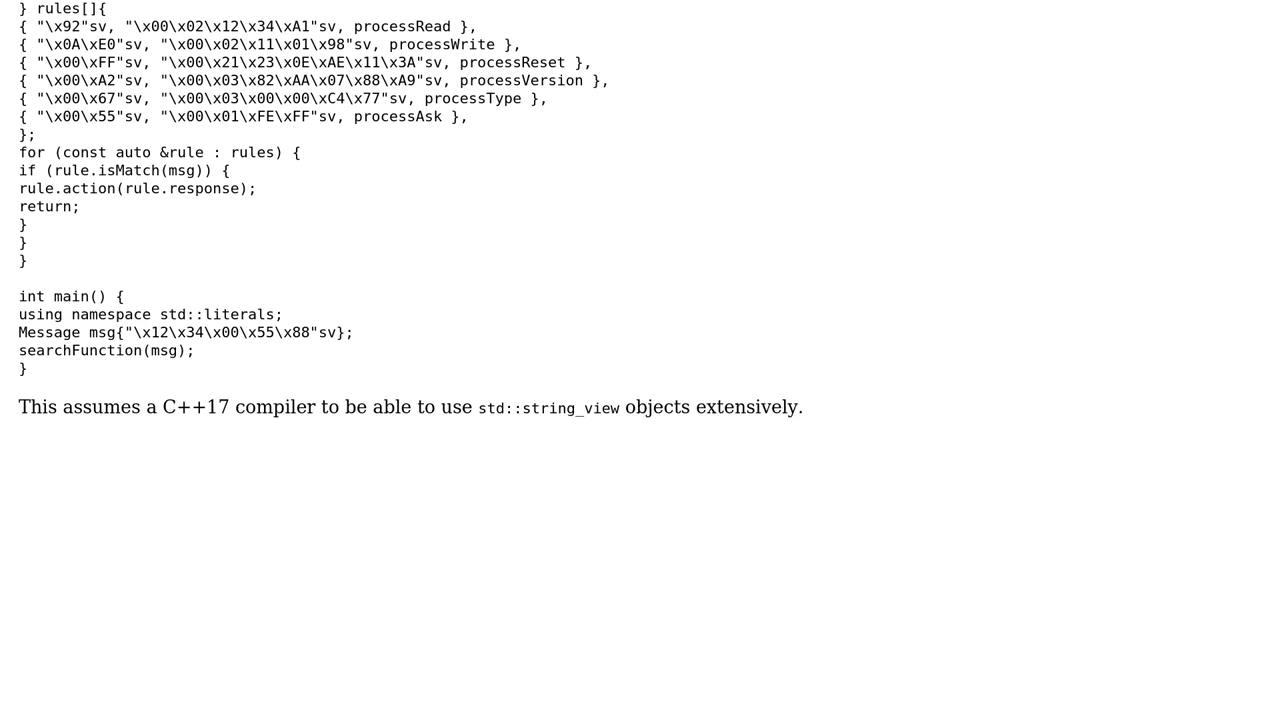 } rules[]{
{ "\x92"sv, "\x00\x02\x12\x34\xA1"sv, processRead },
{ "\x0A\xE0"sv, "\x00\x02\x11\x01\x98"sv, processWrite },
{ "\x00\xFF"sv, "\x00\x21\x23\x0E\xAE\x11\x3A"sv, processReset },
{ "\x00\xA2"sv, "\x00\x03\x82\xAA\x07\x88\xA9"sv, processVersion },
{ "\x00\x67"sv, "\x00\x03\x00\x00\xC4\x77"sv, processType },
{ "\x00\x55"sv, "\x00\x01\xFE\xFF"sv, processAsk },
};
for (const auto &rule : rules) {
if (rule.isMatch(msg)) {
rule.action(rule.response);
return;
}
}
}
int main() {
using namespace std::literals;
Message msg{"\x12\x34\x00\x55\x88"sv};
searchFunction(msg);
}
This assumes a C++17 compiler to be able to use std::string_view objects extensively.